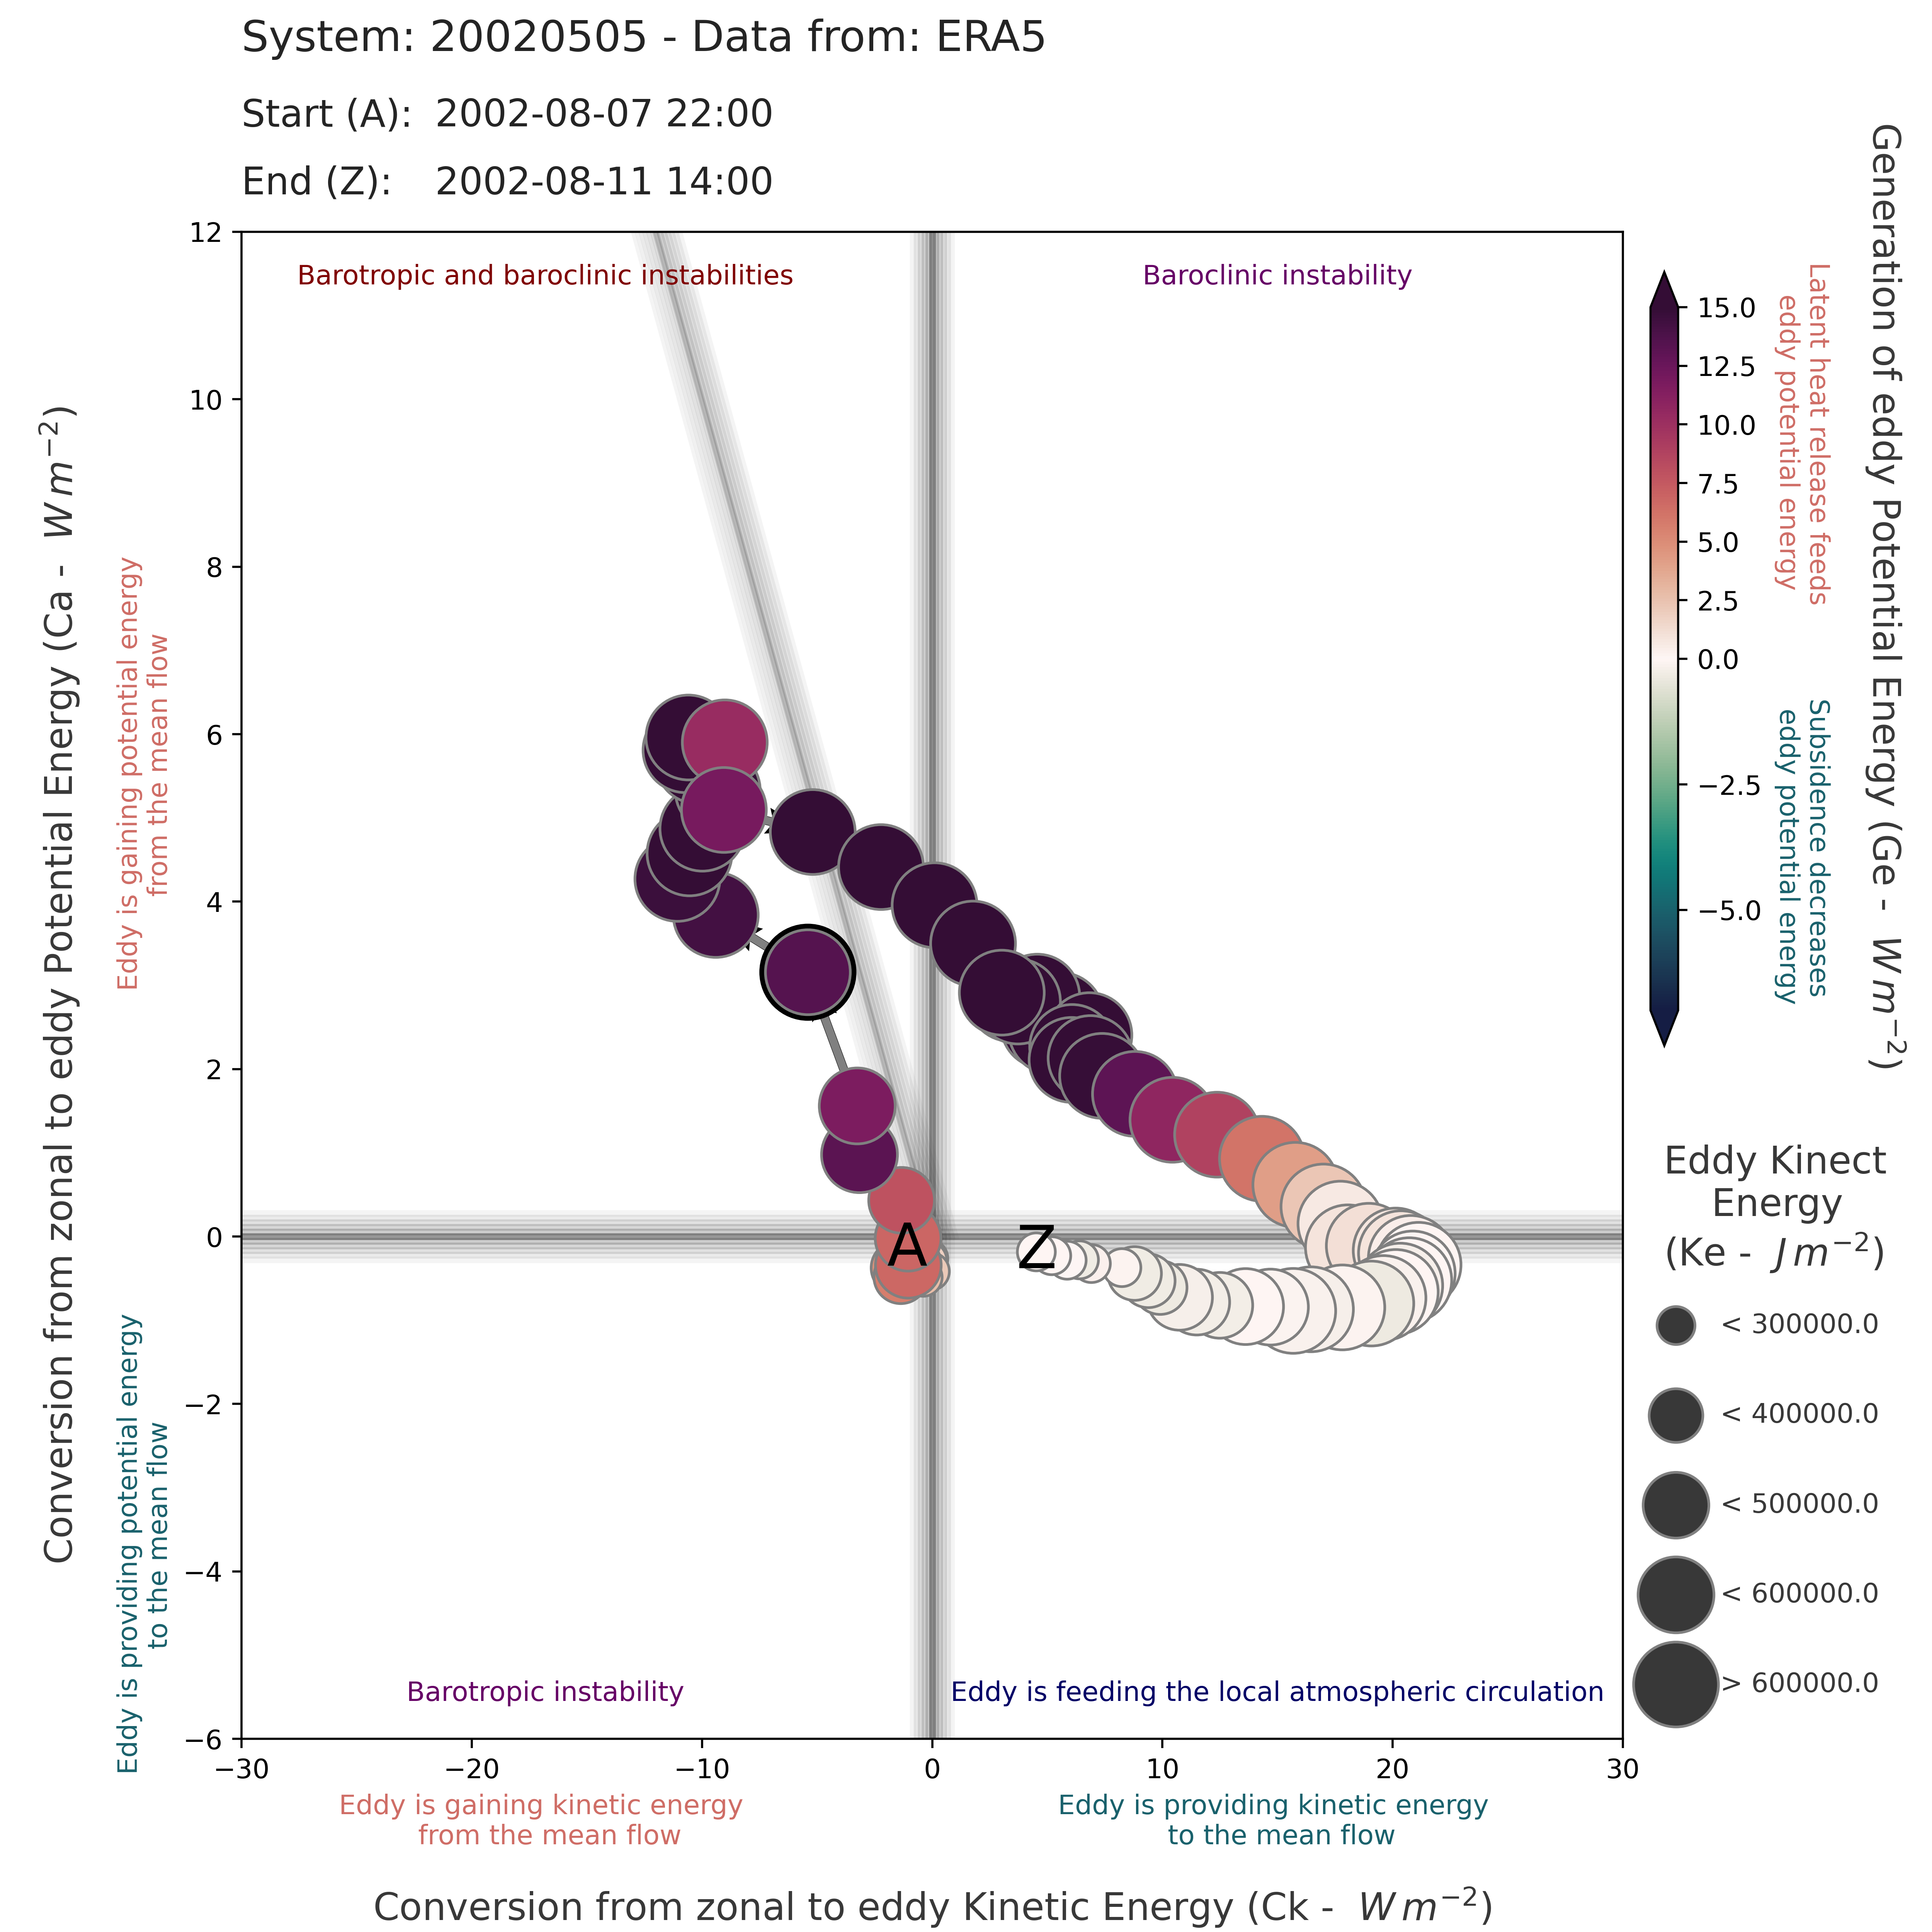 System: 20020505 - Data from: ERA5
Start (A): 2002-08-07 22:00
End (Z): 2002-08-11 14:00
Conversion from zonal to eddy Potential Energy (Ca - W m⁻²)
Eddy is gaining potential energy
from the mean flow
Eddy is providing potential energy
to the mean flow
12
10
8
6
4
2
0
−2
−4
−6
Barotropic and baroclinic instabilities
Baroclinic instability
A
Z
Barotropic instability
Eddy is feeding the local atmospheric circulation
−30
−20
−10
0
10
20
30
Eddy is gaining kinetic energy
from the mean flow
Eddy is providing kinetic energy
to the mean flow
Conversion from zonal to eddy Kinetic Energy (Ck - W m⁻²)
15.0
12.5
10.0
7.5
5.0
2.5
0.0
−2.5
−5.0
Latent heat release feeds
eddy potential energy
Subsidence decreases
eddy potential energy
Generation of eddy Potential Energy (Ge - W m⁻²)
Eddy Kinect
Energy
(Ke - J m⁻²)
< 300000.0
< 400000.0
< 500000.0
< 600000.0
> 600000.0